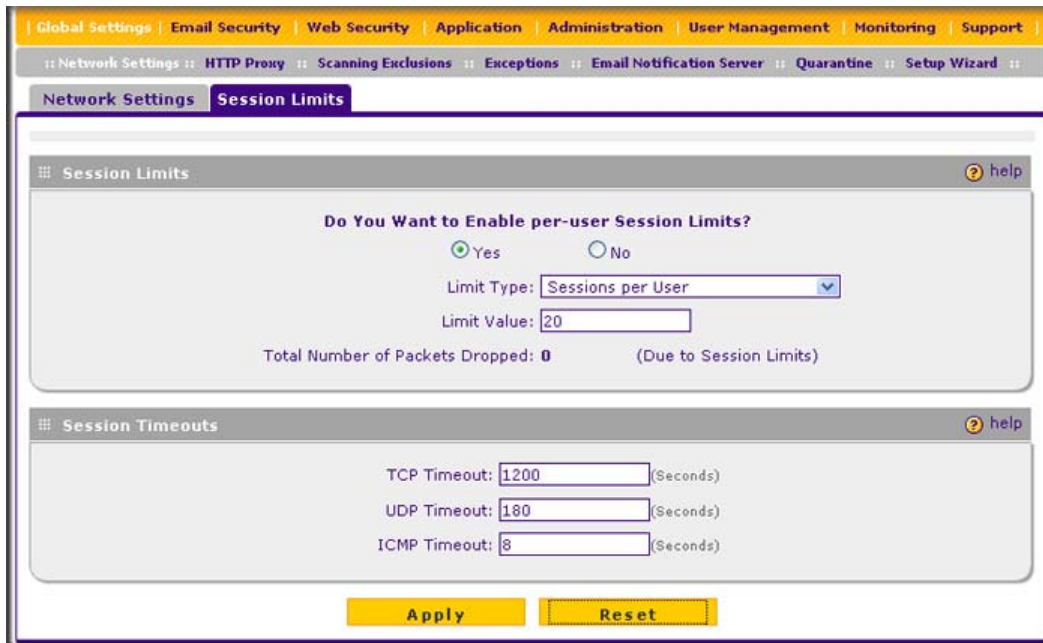 | Global Settings | Email Security | Web Security | Application | Administration | User Management | Monitoring | Support |
:: Network Settings :: HTTP Proxy :: Scanning Exclusions :: Exceptions :: Email Notification Server :: Quarantine :: Setup Wizard ::
Network Settings Session Limits
Session Limits ? help
Do You Want to Enable per-user Session Limits?
Yes No
Limit Type: Sessions per User
Limit Value: 20
Total Number of Packets Dropped: 0 (Due to Session Limits)
Session Timeouts ? help
TCP Timeout: 1200 (Seconds)
UDP Timeout: 180 (Seconds)
ICMP Timeout: 8 (Seconds)
Apply Reset